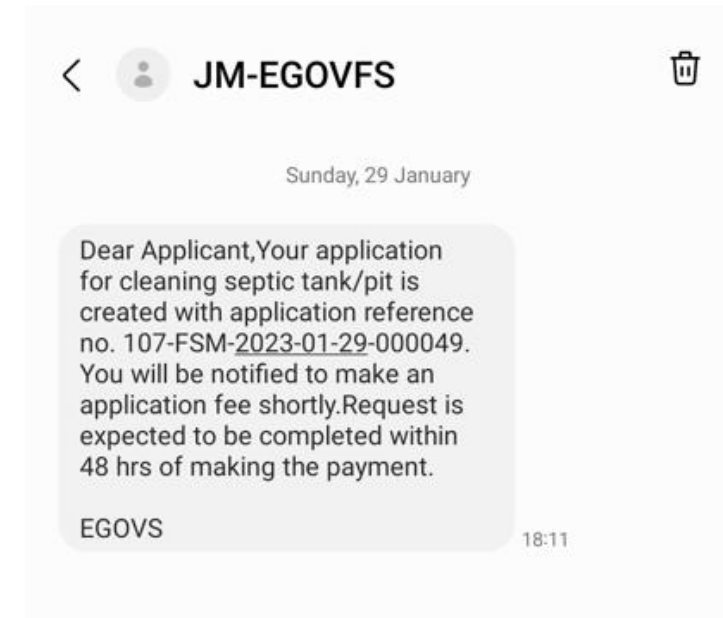 JM-EGOVFS
Sunday, 29 January
Dear Applicant,Your application
for cleaning septic tank/pit is
created with application reference
no. 107-FSM-2023-01-29-000049.
You will be notified to make an
application fee shortly.Request is
expected to be completed within
48 hrs of making the payment.
EGOVS
18:11